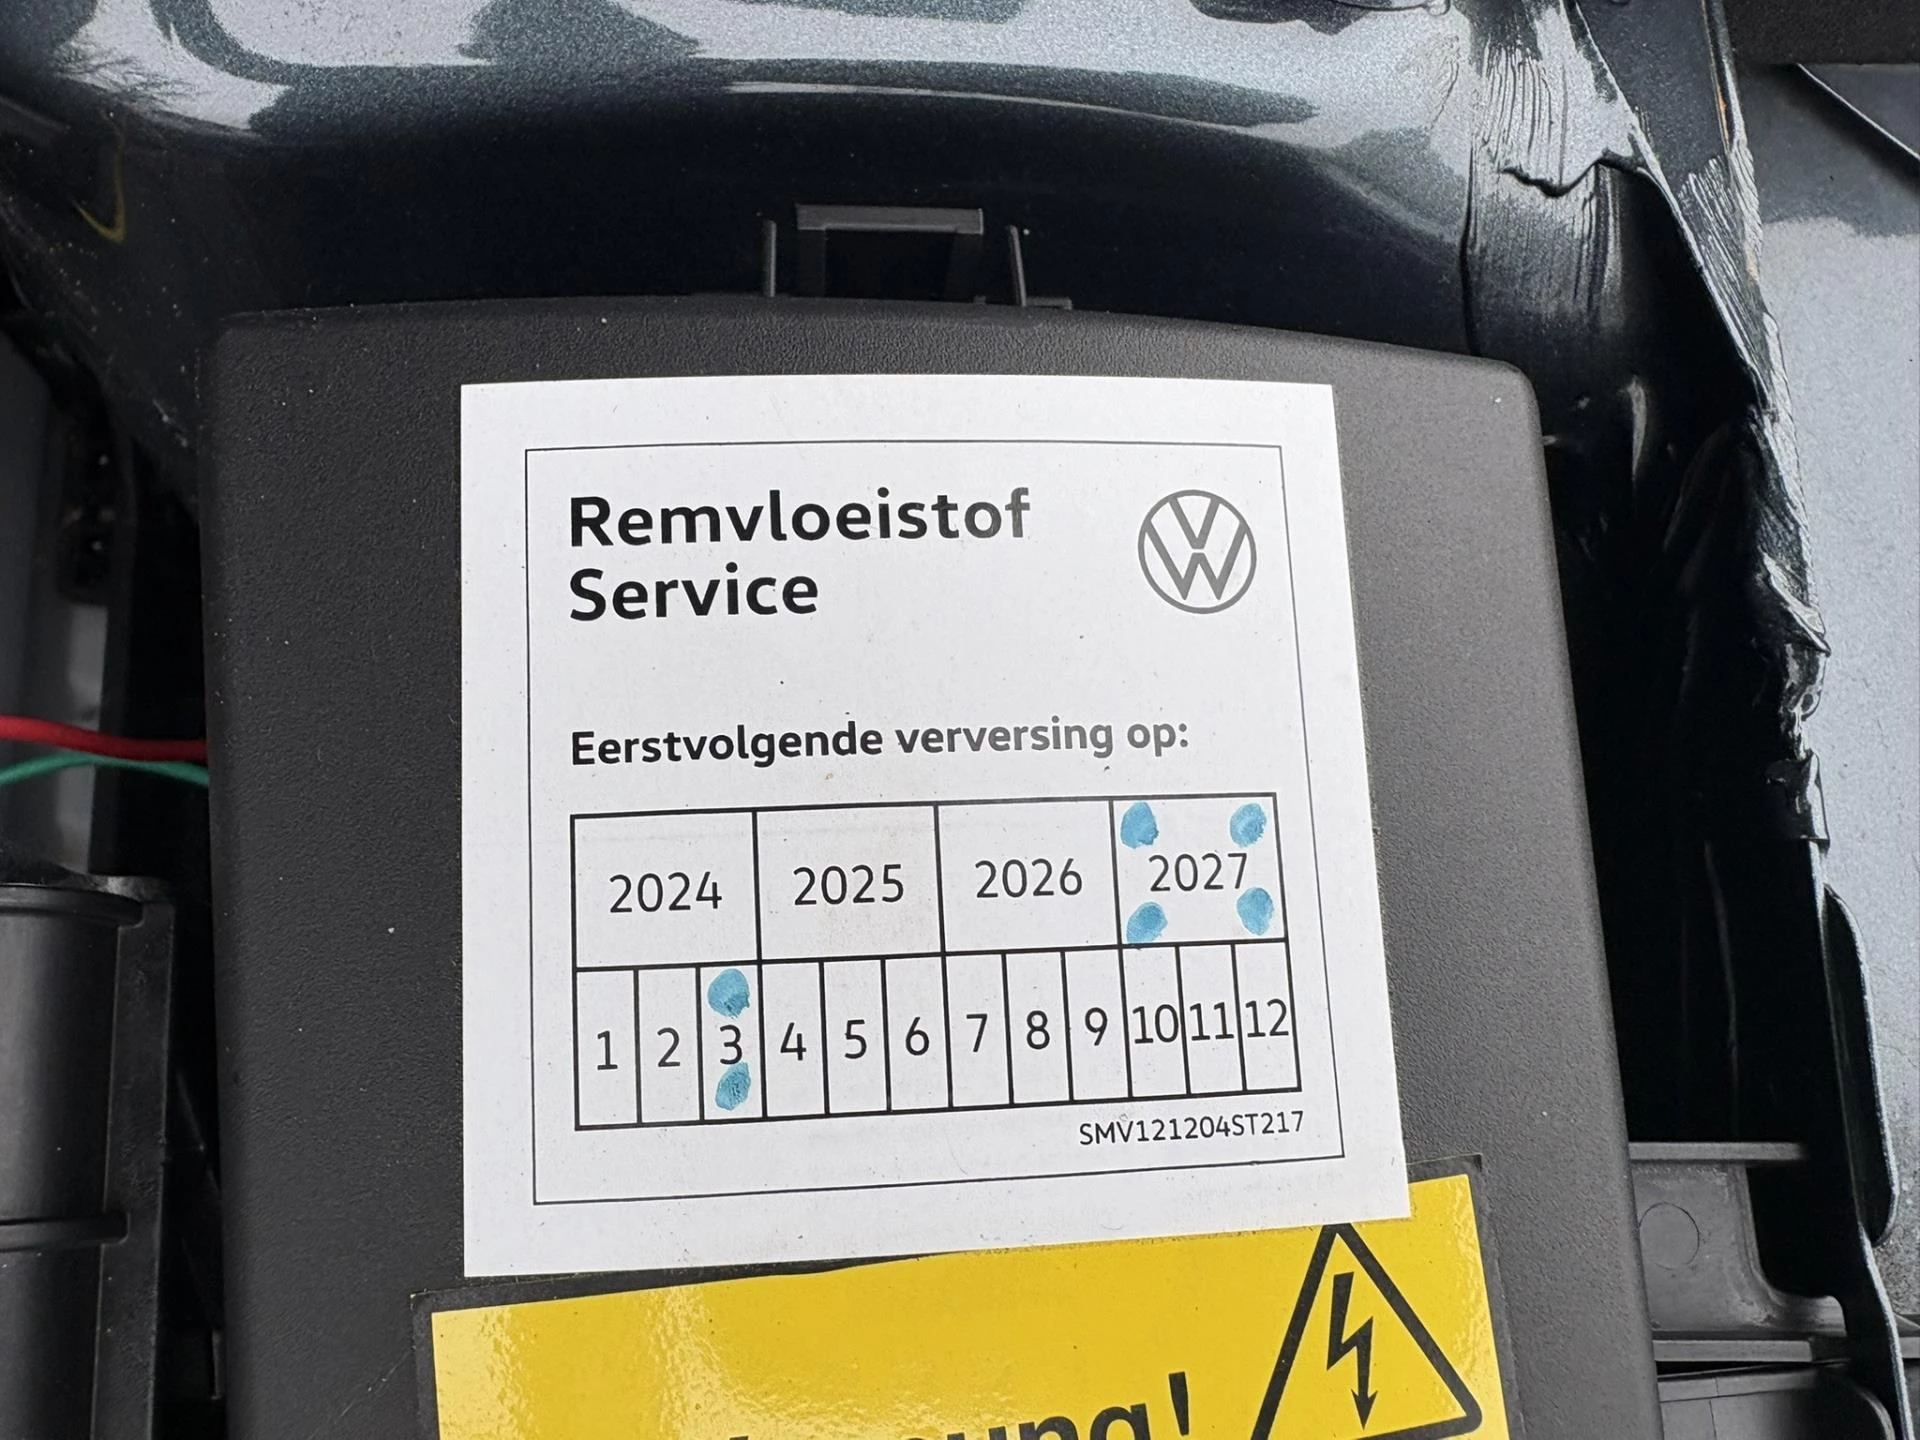 Remvloeistof
Service
Eerstvolgende verversing op:
2024 2025 2026 2027
1 2 3 4 5 6 7 8 9 10 11 12
SMV121204ST217